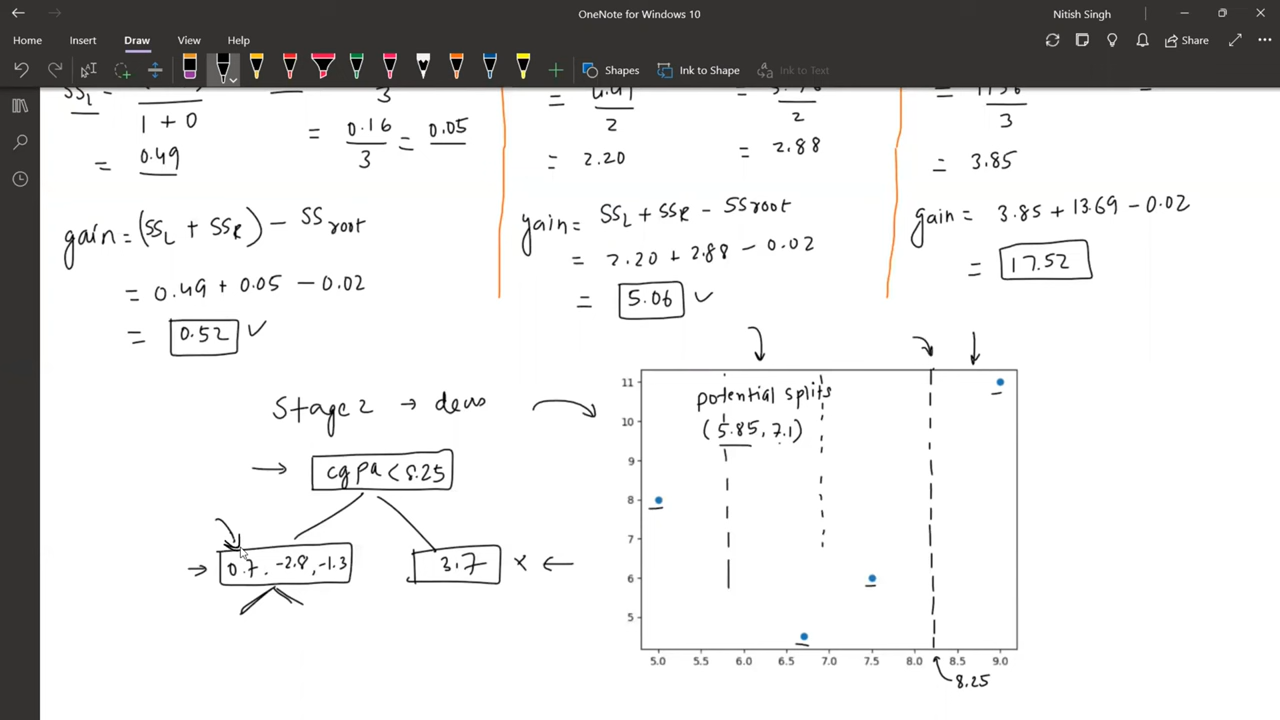 OneNote for Windows 10
Nitish Singh
Home Insert Draw View Help
Share
Shapes
Ink to Shape
Ink to Text
SSL =
1 + 0
= 0.49
3
= 0.16 / 3 = 0.05
=
2
= 2.20
=
2
= 2.88
=
3
= 3.85
gain = (SSL + SSR) - SSroot
= 0.49 + 0.05 - 0.02
= 0.52 ✓
gain = SSL + SSR - SSroot
= 2.20 + 2.88 - 0.02
= 5.06 ✓
gain = 3.85 + 13.69 - 0.02
= 17.52
Stage 2 →
cgpa < 8.25
0.7, -2.8, -1.3
3.7 ×
potential splits
(5.85, 7.1)
11
10
9
8
7
6
5
5.0 5.5 6.0 6.5 7.0 7.5 8.0 8.5 9.0
8.25